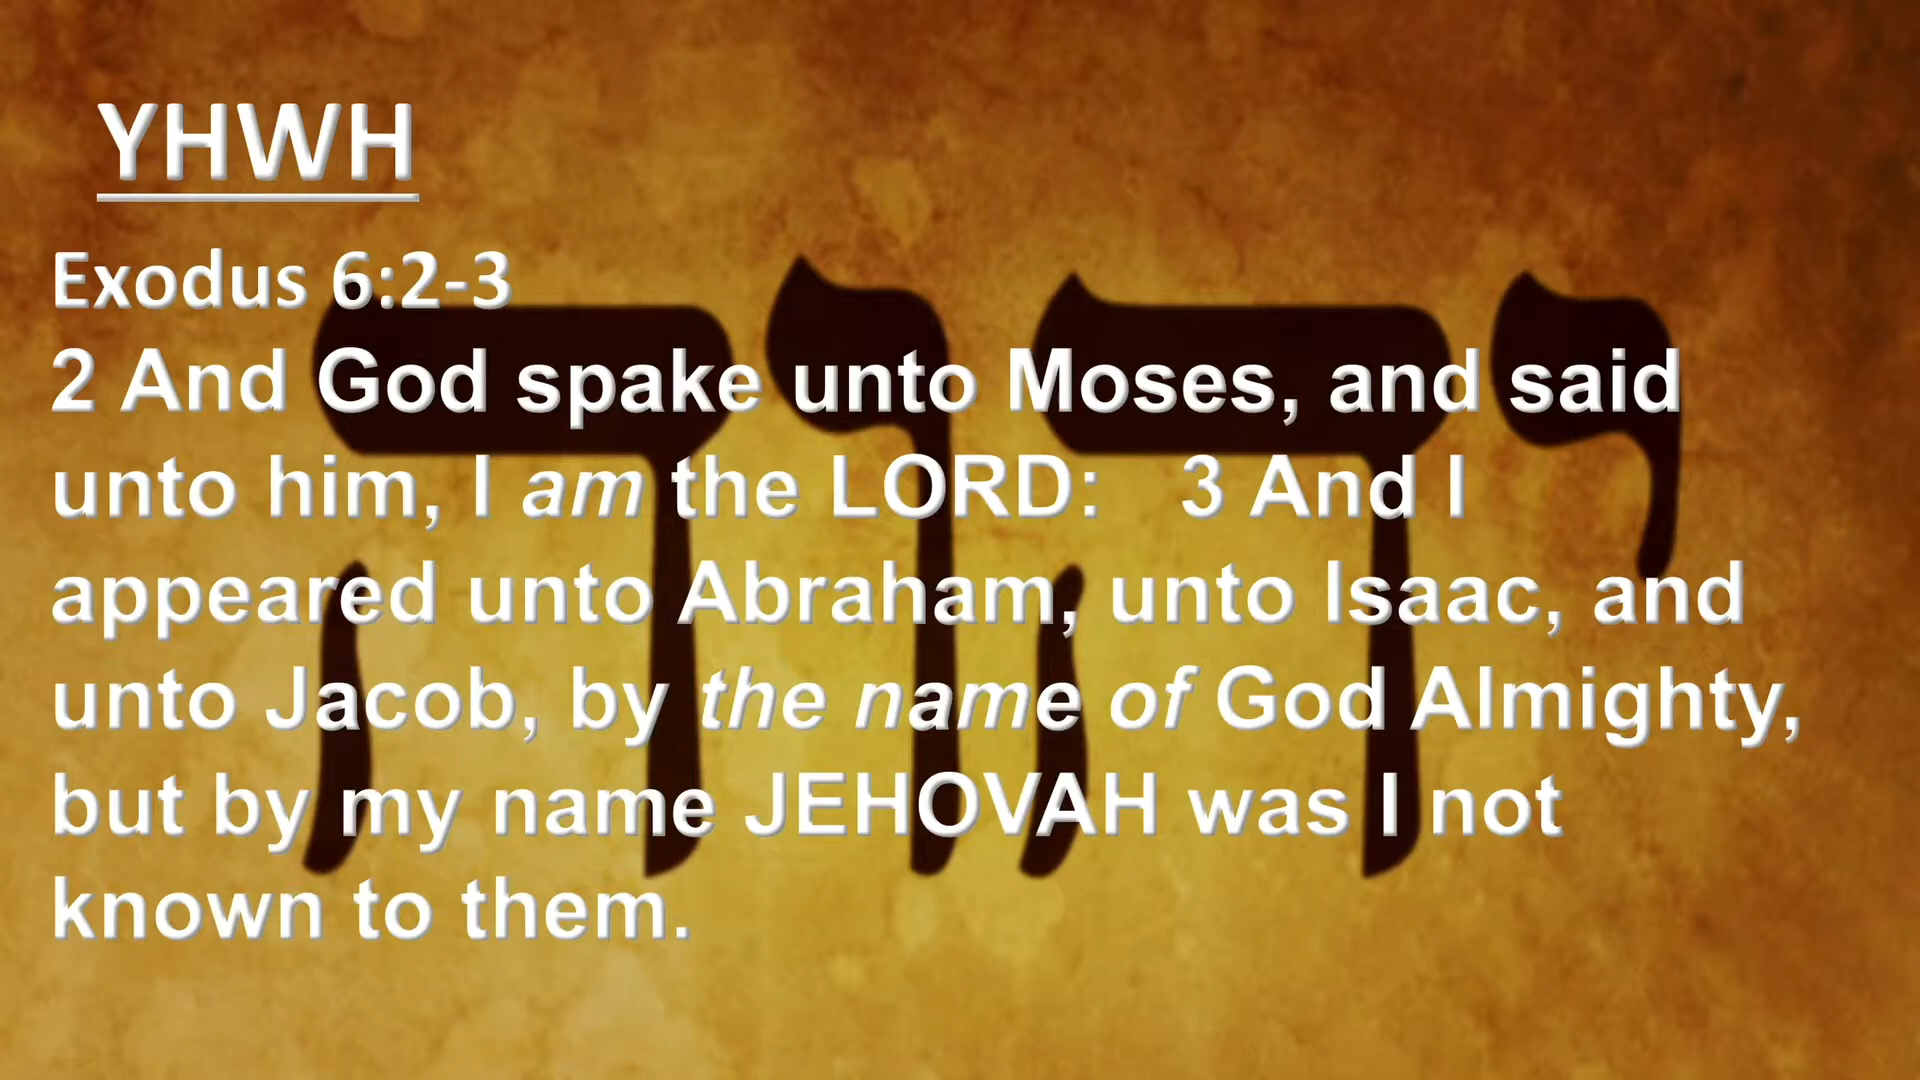 YHWH
יהוה
Exodus 6:2-3
2 And God spake unto Moses, and said
unto him, I am the LORD:   3 And I
appeared unto Abraham, unto Isaac, and
unto Jacob, by the name of God Almighty,
but by my name JEHOVAH was I not
known to them.